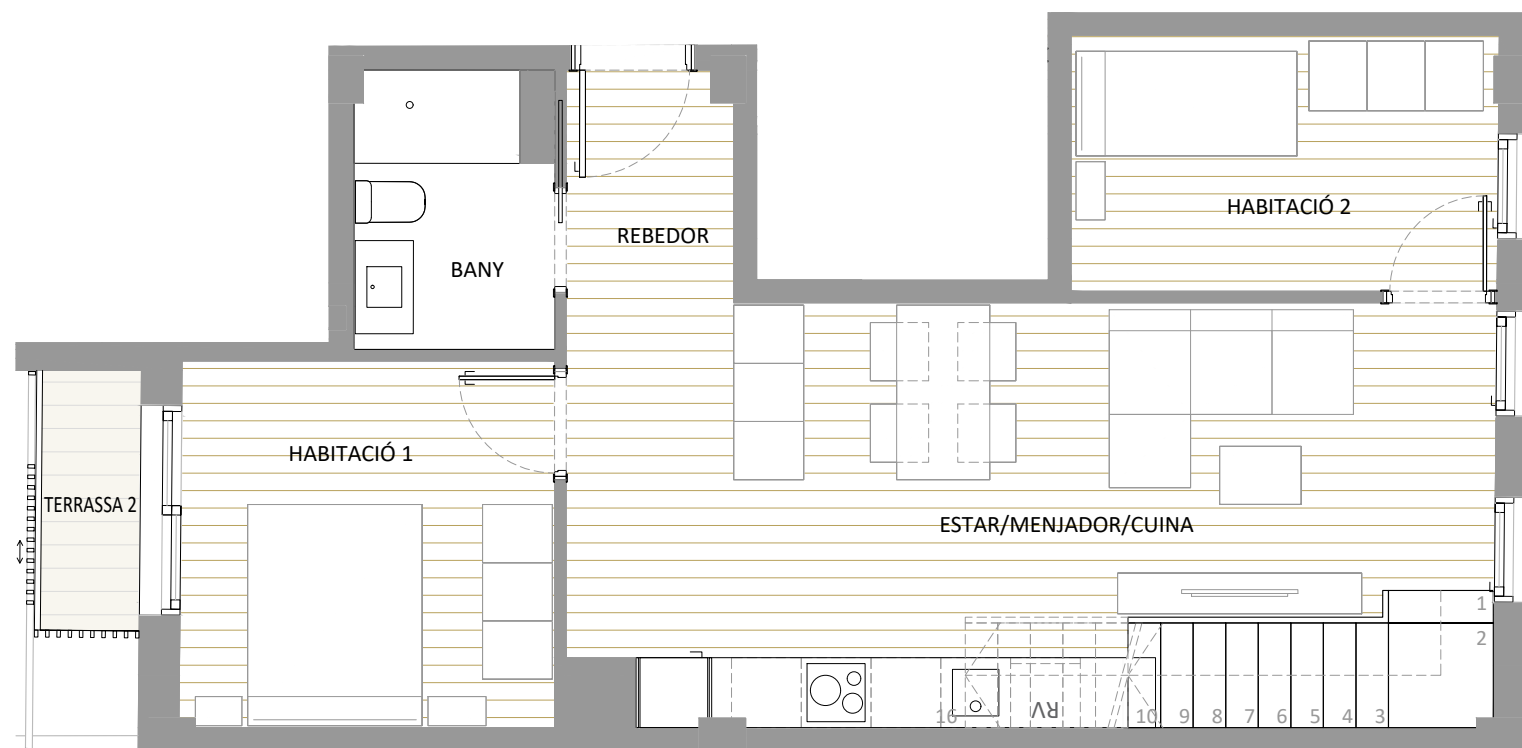 HABITACIÓ 2
REBEDOR
BANY
HABITACIÓ 1
TERRASSA 2
ESTAR/MENJADOR/CUINA
1
2
16
RV
10
9
8
7
6
5
4
3